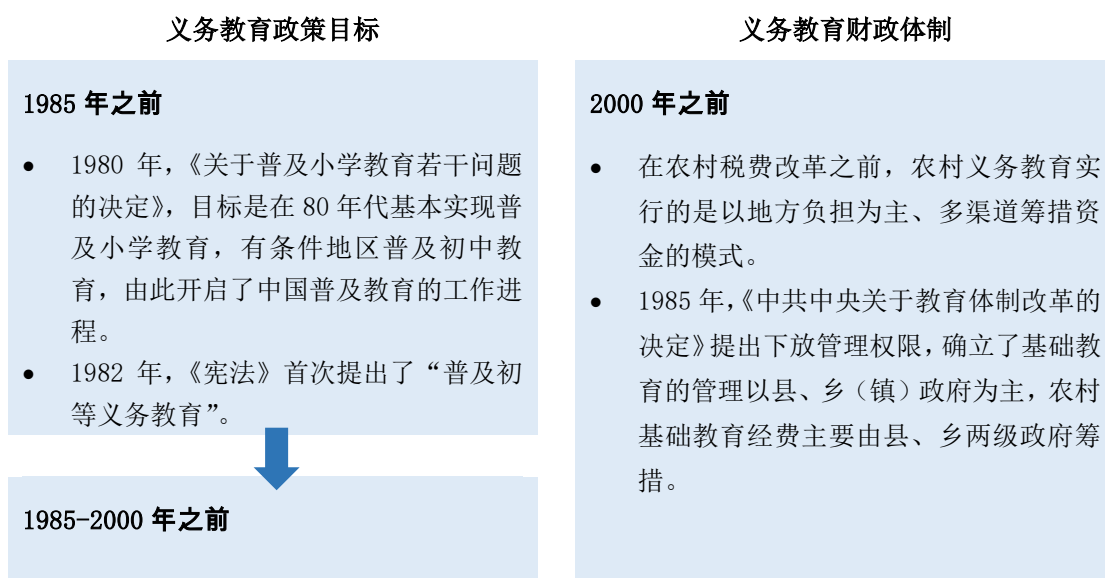 义务教育政策目标
1985 年之前
• 1980 年，《关于普及小学教育若干问题
的决定》，目标是在 80 年代基本实现普
及小学教育，有条件地区普及初中教
育，由此开启了中国普及教育的工作进
程。
• 1982 年，《宪法》首次提出了“普及初
等义务教育”。
1985-2000 年之前
义务教育财政体制
2000 年之前
• 在农村税费改革之前，农村义务教育实
行的是以地方负担为主、多渠道筹措资
金的模式。
• 1985 年，《中共中央关于教育体制改革的
决定》提出下放管理权限，确立了基础教
育的管理以县、乡（镇）政府为主，农村
基础教育经费主要由县、乡两级政府筹
措。